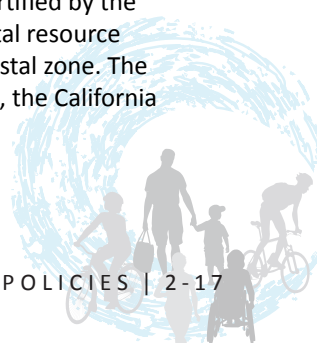 rtified by the
tal resource
stal zone. The
, the California
POLICIES | 2-17